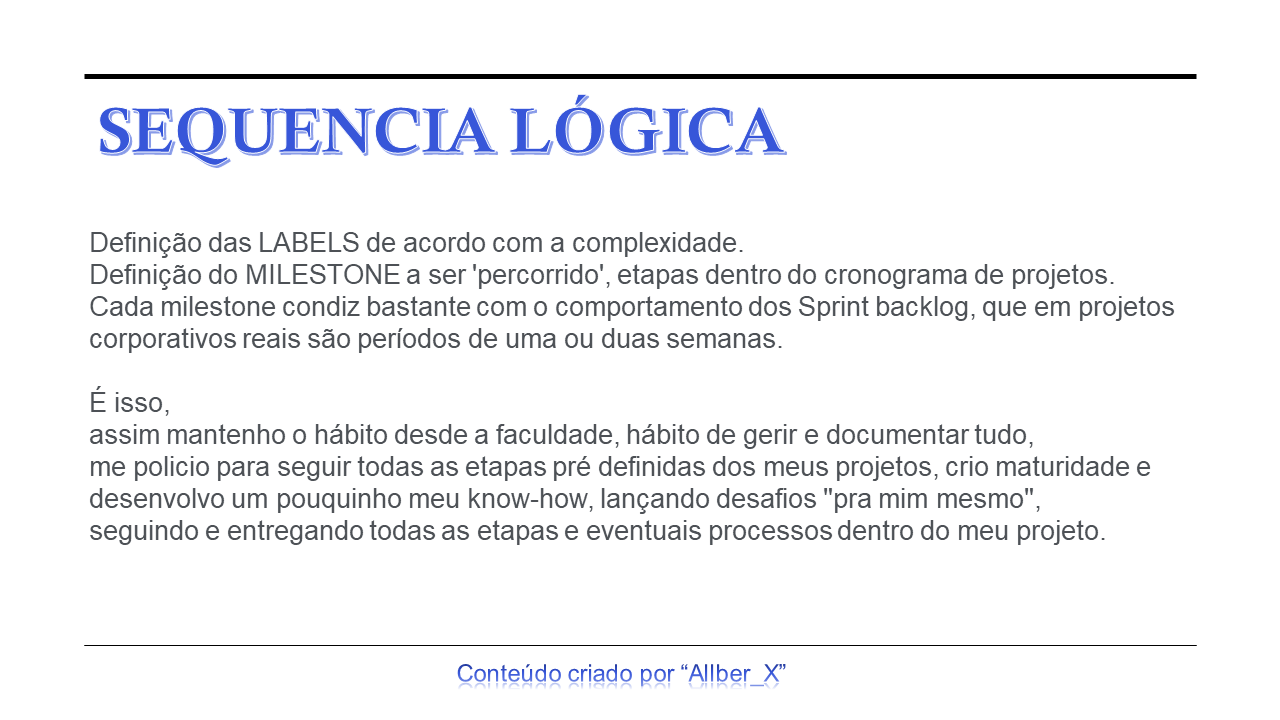 SEQUENCIA LÓGICA
Definição das LABELS de acordo com a complexidade.
Definição do MILESTONE a ser 'percorrido', etapas dentro do cronograma de projetos.
Cada milestone condiz bastante com o comportamento dos Sprint backlog, que em projetos
corporativos reais são períodos de uma ou duas semanas.
É isso,
assim mantenho o hábito desde a faculdade, hábito de gerir e documentar tudo,
me policio para seguir todas as etapas pré definidas dos meus projetos, crio maturidade e
desenvolvo um pouquinho meu know-how, lançando desafios "pra mim mesmo",
seguindo e entregando todas as etapas e eventuais processos dentro do meu projeto.
Conteúdo criado por “Allber_X”